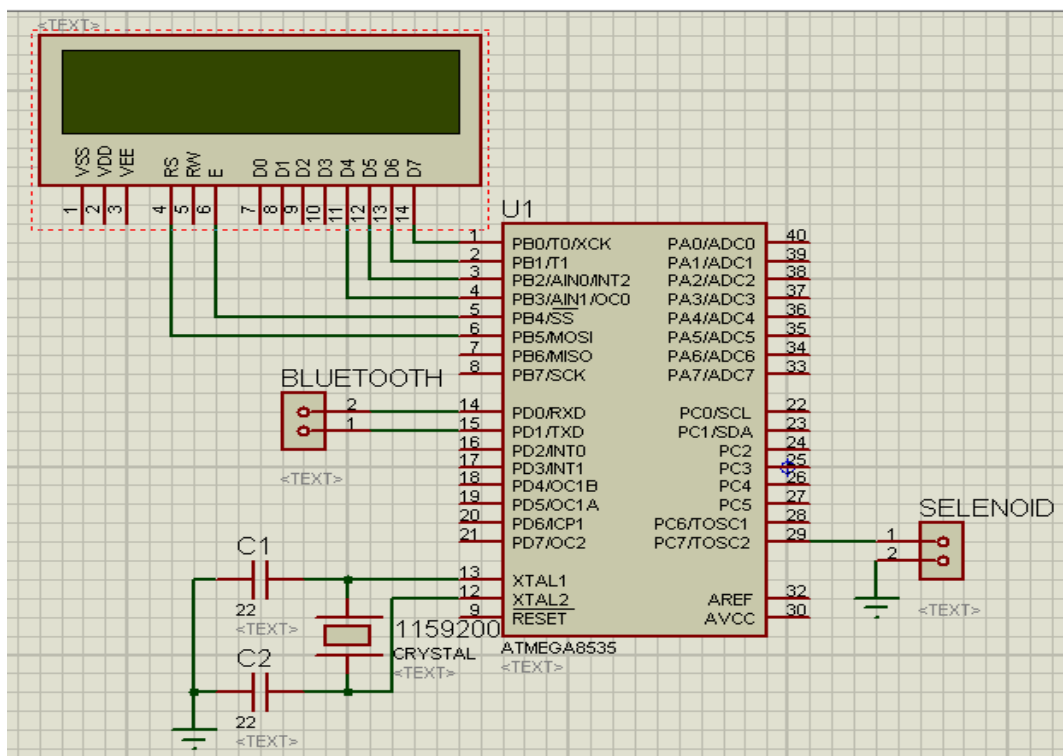 <TEXT>
VSS VDD VEE RS RW E D0 D1 D2 D3 D4 D5 D6 D7
1 2 3 4 5 6 7 8 9 10 11 12 13 14
U1
1 PB0/T0/XCK PA0/ADC0 40
2 PB1/T1 PA1/ADC1 39
3 PB2/AIN0/INT2 PA2/ADC2 38
4 PB3/AIN1/OC0 PA3/ADC3 37
5 PB4/SS PA4/ADC4 36
6 PB5/MOSI PA5/ADC5 35
7 PB6/MISO PA6/ADC6 34
8 PB7/SCK PA7/ADC7 33
BLUETOOTH
2
1
<TEXT>
14 PD0/RXD PC0/SCL 22
15 PD1/TXD PC1/SDA 23
16 PD2/INT0 PC2 24
17 PD3/INT1 PC3 25
18 PD4/OC1B PC4 26
19 PD5/OC1A PC5 27
20 PD6/ICP1 PC6/TOSC1 28
21 PD7/OC2 PC7/TOSC2 29
SELENOID
1
2
<TEXT>
13 XTAL1
12 XTAL2 AREF 32
9 RESET AVCC 30
ATMEGA8535
<TEXT>
C1
22
<TEXT>
1159200
CRYSTAL
<TEXT>
C2
22
<TEXT>